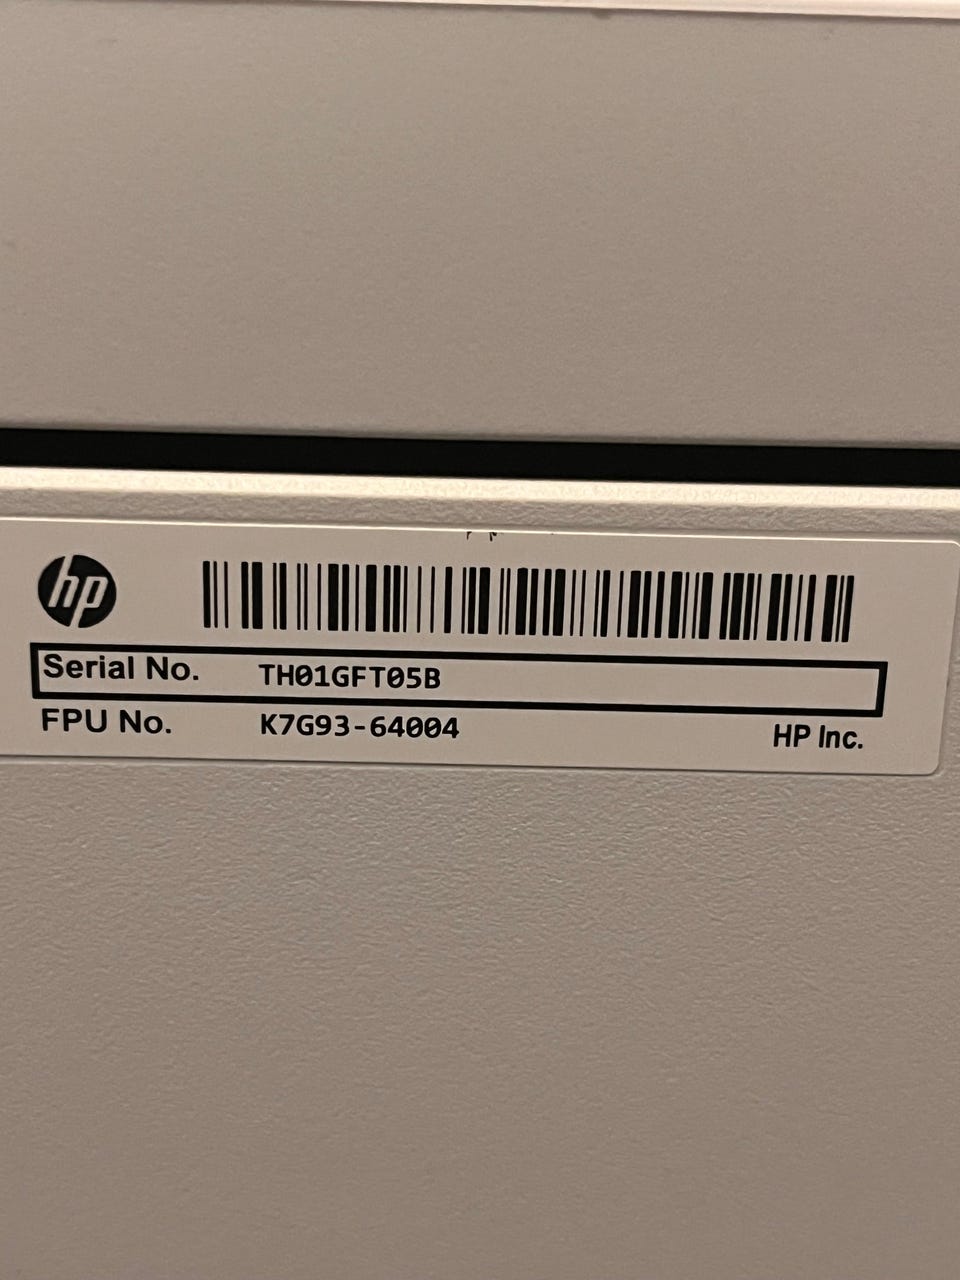 hp
Serial No. TH01GFT05B
FPU No. K7G93-64004
HP Inc.